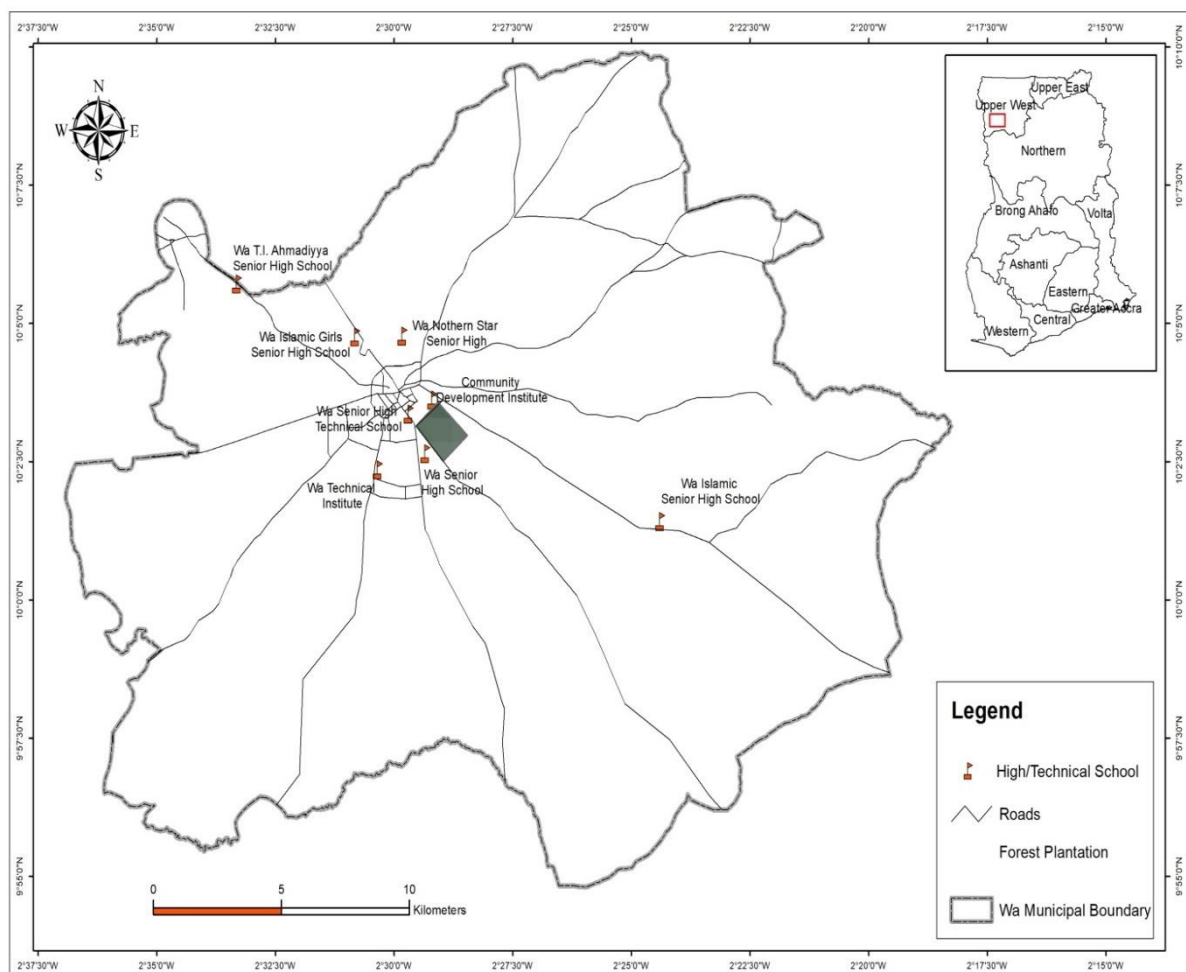 2°37'30"W
2°35'0"W
2°32'30"W
2°30'0"W
2°27'30"W
2°25'0"W
2°22'30"W
2°20'0"W
2°17'30"W
2°15'0"W
10°10'0"N
10°7'30"N
10°5'0"N
10°2'30"N
10°0'0"N
9°57'30"N
9°55'0"N
N
W
E
S
Wa T.I. Ahmadiyya
Senior High School
Wa Islamic Girls
Senior High School
Wa Nothern Star
Senior High
Community
Development Institute
Wa Senior High
Technical School
Wa Technical
Institute
Wa Senior
High School
Wa Islamic
Senior High School
Upper East
Upper West
Northern
Brong Ahafo
Volta
Ashanti
Eastern
Greater Accra
Central
Western
Legend
High/Technical School
Roads
Forest Plantation
Wa Municipal Boundary
0
5
10
Kilometers
10°7'30"N
10°5'0"N
10°2'30"N
10°0'0"N
9°57'30"N
9°55'0"N
2°37'30"W
2°35'0"W
2°32'30"W
2°30'0"W
2°27'30"W
2°25'0"W
2°22'30"W
2°20'0"W
2°17'30"W
2°15'0"W